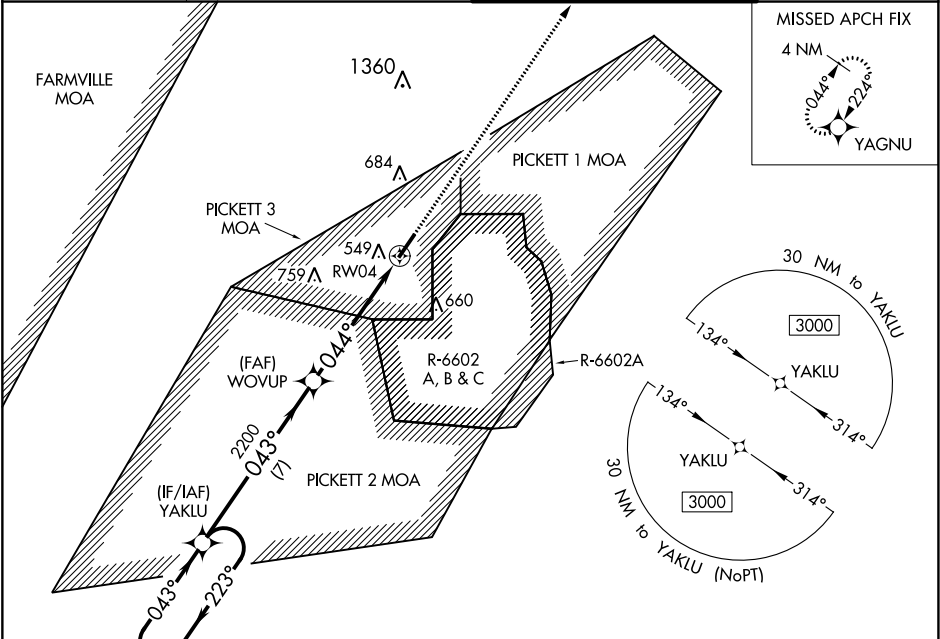 MISSED APCH FIX
4 NM
044°
224°
YAGNU
FARMVILLE
MOA
1360
684
PICKETT 1 MOA
PICKETT 3
MOA
549
RW04
759
660
044°
(FAF)
WOVUP
R-6602
A, B & C
R-6602A
2200
043°
(7)
PICKETT 2 MOA
(IF/IAF)
YAKLU
043°
223°
30 NM to YAKLU
3000
134°
YAKLU
314°
134°
YAKLU
314°
3000
30 NM to YAKLU (NoPT)